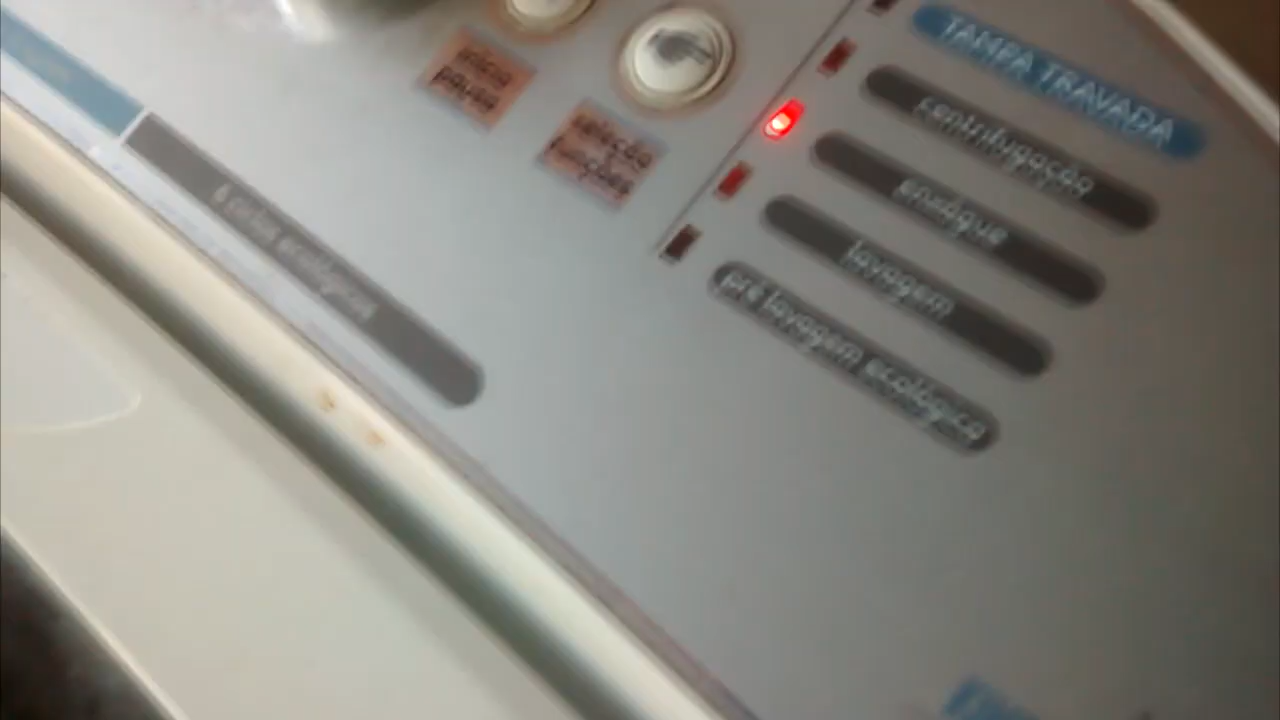 TAMPA TRAVADA
centrifugação
enxágue
lavagem
pré lavagem ecológica
início
pausa
seleção
funções